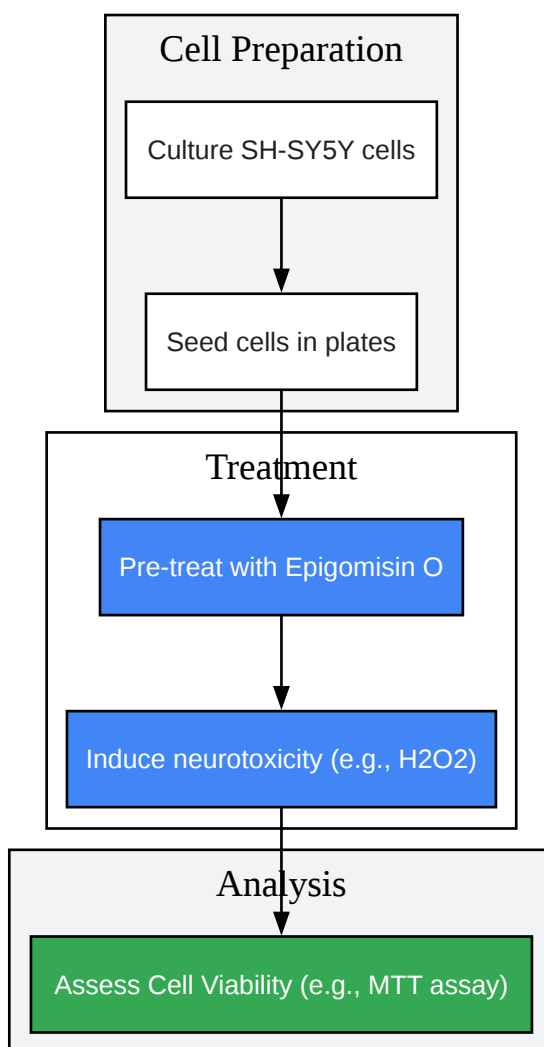 Cell Preparation
Culture SH-SY5Y cells
Seed cells in plates
Treatment
Pre-treat with Epigomisin O
Induce neurotoxicity (e.g., H2O2)
Analysis
Assess Cell Viability (e.g., MTT assay)